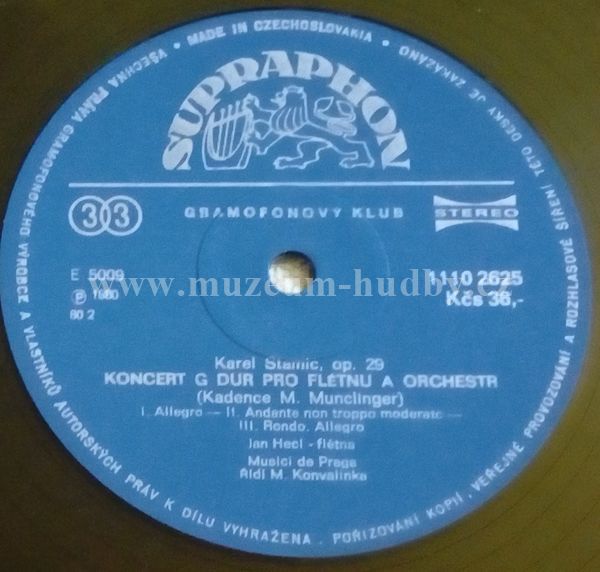 VŠECHNA PRÁVA GRAMOFONOVÉHO VÝROBCE A VLASTNÍKŮ AUTORSKÝCH PRÁV K DÍLU VYHRAŽENA . POŘIZOVÁNÍ KOPIÍ, VEŘEJNÉ PROVOZOVÁNÍ A ROZHLASOVÉ ŠÍŘENÍ TÉTO DESKY JE ZAKÁZÁNO
• MADE IN CZECHOSLOVAKIA •
SUPRAPHON
33
GRAMOFONOVÝ KLUB
STEREO
E 5009
1110 2625
℗ 1980
Kčs 36,-
80 2
www.muzeum-hudby.cz
Karel Stamic, op. 29
KONCERT G DUR PRO FLÉTNU A ORCHESTR
(Kadence M. Munclinger)
I. Allegro — II. Andante non troppo moderato —
III. Rondo. Allegro
Jan Hecl - flétna
Musici de Praga
Řídí M. Konvalinka